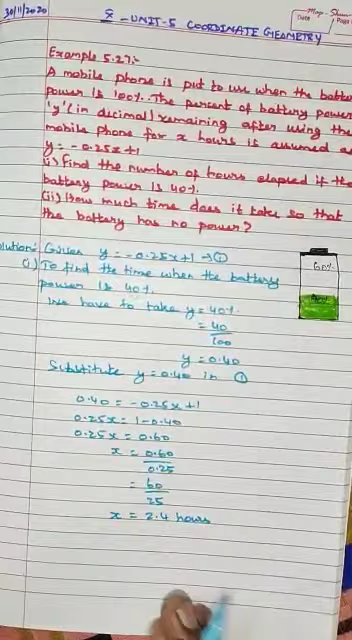 30/11/2020
X - UNIT-5 COORDINATE GEOMETRY
Date
Example 5.27:-
A mobile phone is put to use when the batte
power is 100%. The percent of battery power
'y' (in decimal) remaining after using the
mobile phone for x hours is assumed as
y = -0.25x+1
(i) Find the number of hours elapsed if the
battery power is 40%.
(ii) How much time does it take so that
the battery has no power?
olution:- Given y = -0.25x+1 → ①
(i) To find the time when the battery
power is 40%.
60%
We have to take y = 40%
= 40
100
y = 0.40
Substitute y = 0.40 in ①
0.40 = -0.25x+1
0.25x = 1-0.40
0.25x = 0.60
x = 0.60
0.25
= 60
25
x = 2.4 hours